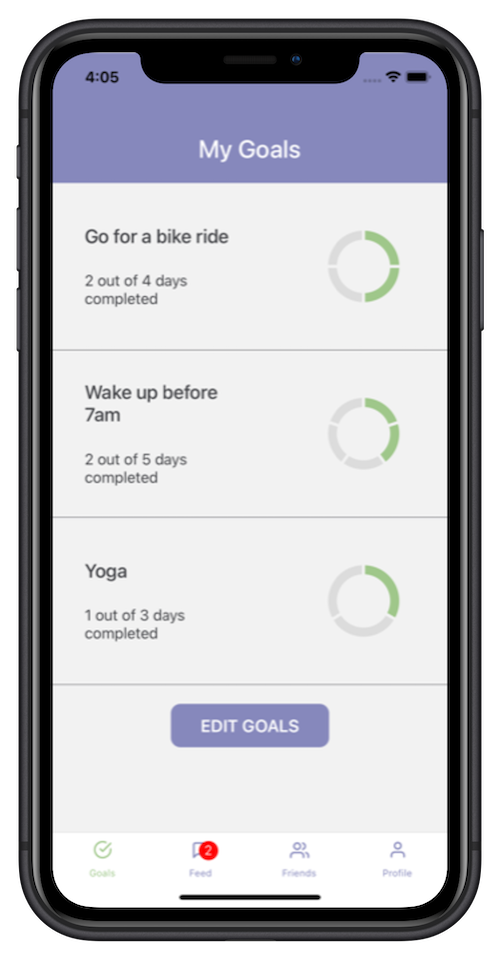 4:05
My Goals
Go for a bike ride
2 out of 4 days
completed
Wake up before
7am
2 out of 5 days
completed
Yoga
1 out of 3 days
completed
EDIT GOALS
2
Goals
Feed
Friends
Profile